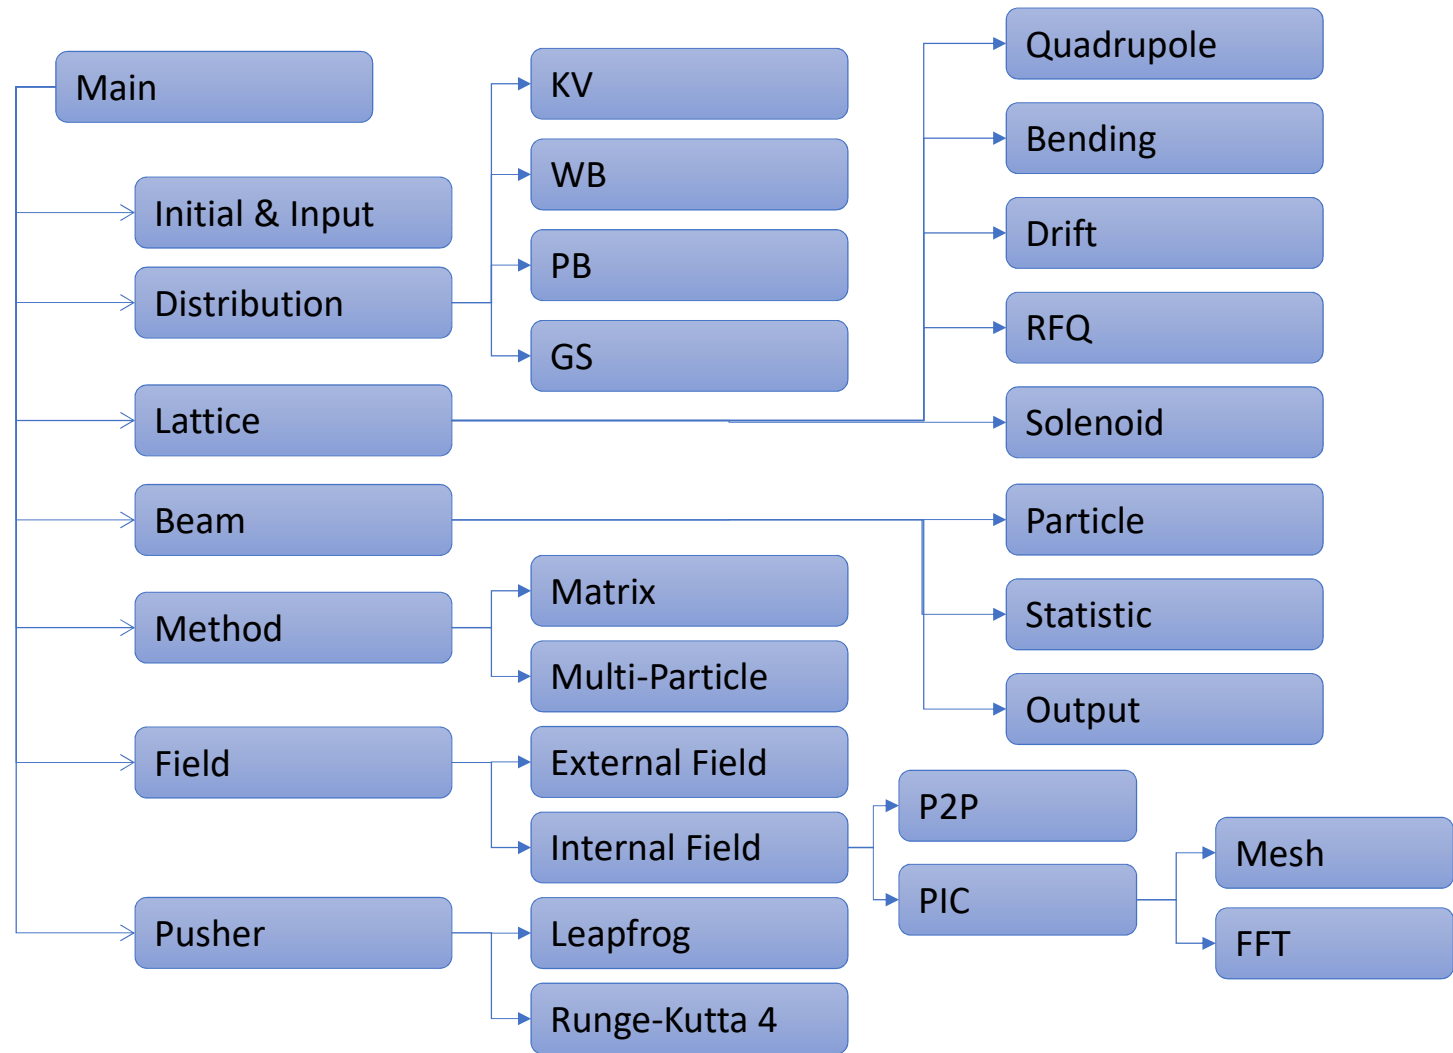 Main
Initial & Input
Distribution
KV
WB
PB
GS
Lattice
Quadrupole
Bending
Drift
RFQ
Solenoid
Beam
Particle
Statistic
Output
Method
Matrix
Multi-Particle
Field
External Field
Internal Field
P2P
PIC
Mesh
FFT
Pusher
Leapfrog
Runge-Kutta 4